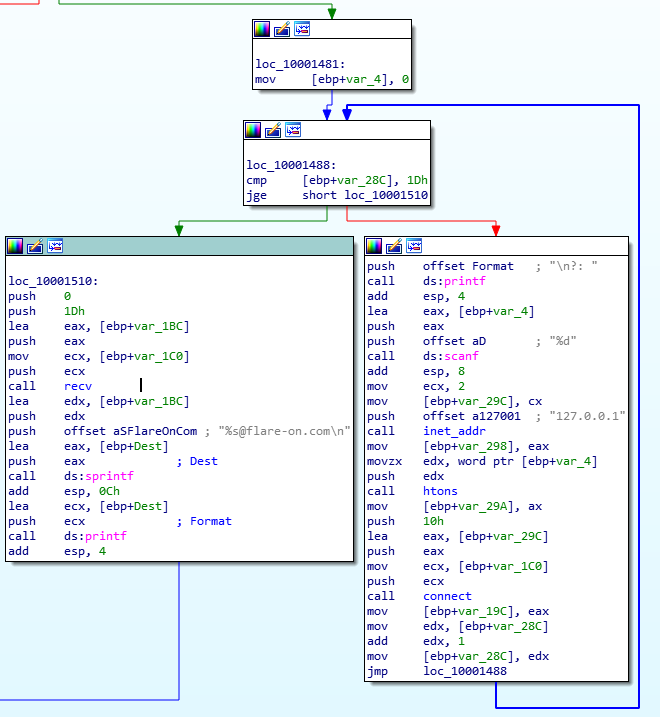 loc_10001481:
mov     [ebp+var_4], 0
loc_10001488:
cmp     [ebp+var_28C], 1Dh
jge     short loc_10001510
loc_10001510:
push    0
push    1Dh
lea     eax, [ebp+var_1BC]
push    eax
mov     ecx, [ebp+var_1C0]
push    ecx
call    recv
lea     edx, [ebp+var_1BC]
push    edx
push    offset aSFlareOnCom ; "%s@flare-on.com\n"
lea     eax, [ebp+Dest]
push    eax             ; Dest
call    ds:sprintf
add     esp, 0Ch
lea     ecx, [ebp+Dest]
push    ecx             ; Format
call    ds:printf
add     esp, 4
push    offset Format   ; "\n?: "
call    ds:printf
add     esp, 4
lea     eax, [ebp+var_4]
push    eax
push    offset aD       ; "%d"
call    ds:scanf
add     esp, 8
mov     ecx, 2
mov     [ebp+var_29C], cx
push    offset a127001  ; "127.0.0.1"
call    inet_addr
mov     [ebp+var_298], eax
movzx   edx, word ptr [ebp+var_4]
push    edx
call    htons
mov     [ebp+var_29A], ax
push    10h
lea     eax, [ebp+var_29C]
push    eax
mov     ecx, [ebp+var_1C0]
push    ecx
call    connect
mov     [ebp+var_19C], eax
mov     edx, [ebp+var_28C]
add     edx, 1
mov     [ebp+var_28C], edx
jmp     loc_10001488